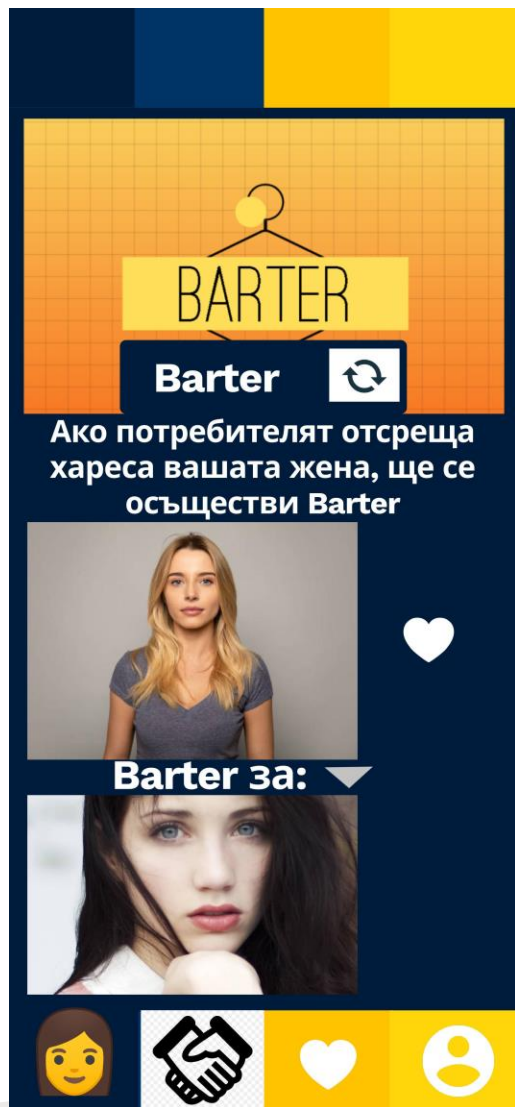 BARTER
Barter
Ако потребителят отсреща
хареса вашата жена, ще се
осъществи Barter
Barter за: